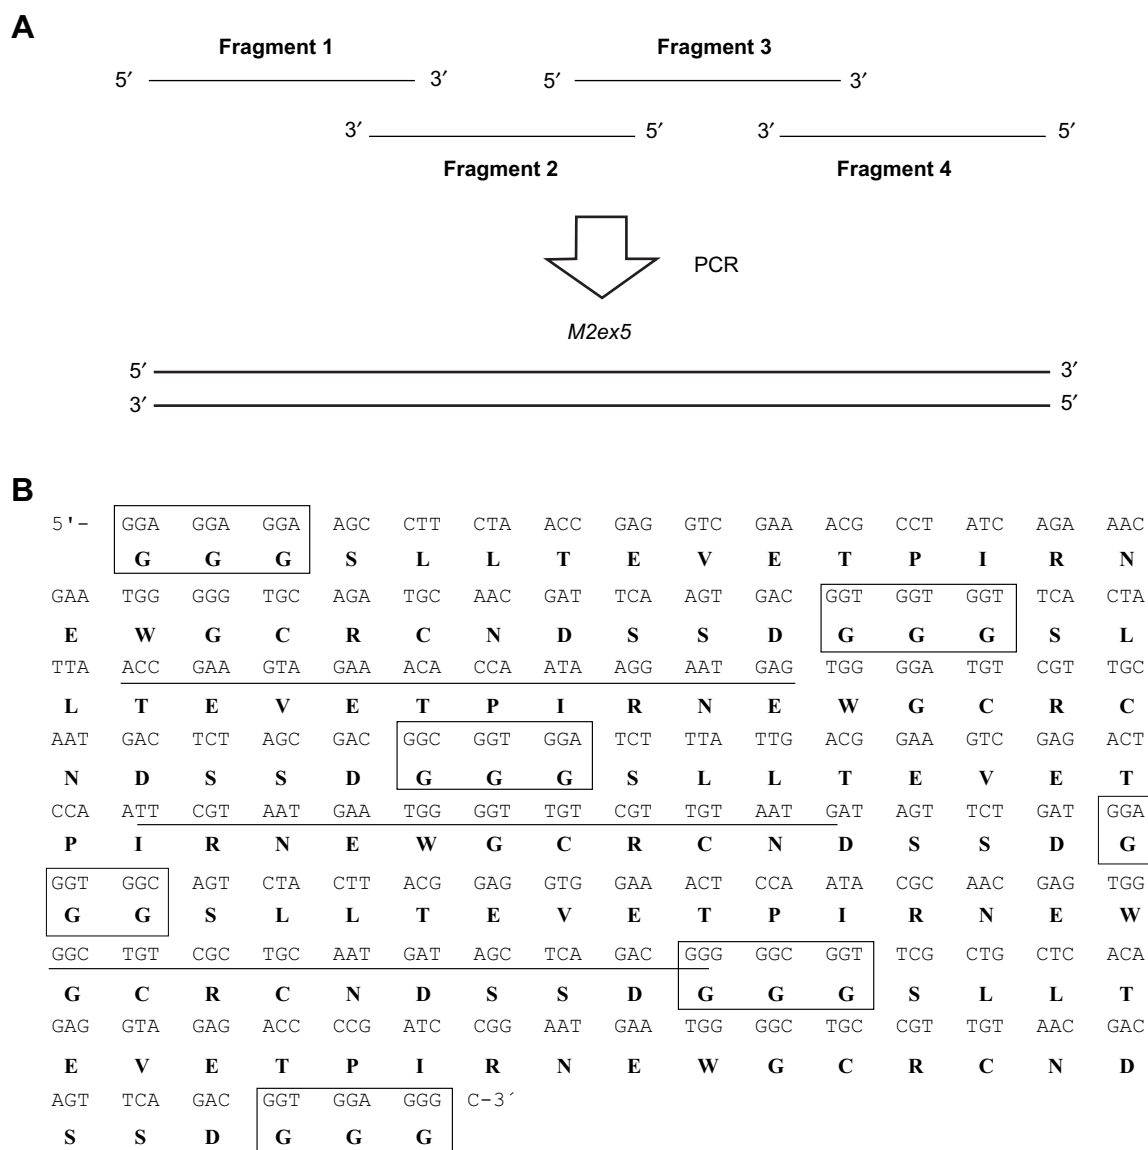 A
Fragment 1 Fragment 3
5′ 3′ 5′ 3′
3′ 5′ 3′ 5′
Fragment 2 Fragment 4
PCR
M2ex5
5′ 3′
3′ 5′
B
5'- GGA GGA GGA AGC CTT CTA ACC GAG GTC GAA ACG CCT ATC AGA AAC
G G G S L L T E V E T P I R N
GAA TGG GGG TGC AGA TGC AAC GAT TCA AGT GAC GGT GGT GGT TCA CTA
E W G C R C N D S S D G G G S L
TTA ACC GAA GTA GAA ACA CCA ATA AGG AAT GAG TGG GGA TGT CGT TGC
L T E V E T P I R N E W G C R C
AAT GAC TCT AGC GAC GGC GGT GGA TCT TTA TTG ACG GAA GTC GAG ACT
N D S S D G G G S L L T E V E T
CCA ATT CGT AAT GAA TGG GGT TGT CGT TGT AAT GAT AGT TCT GAT GGA
P I R N E W G C R C N D S S D G
GGT GGC AGT CTA CTT ACG GAG GTG GAA ACT CCA ATA CGC AAC GAG TGG
G G S L L T E V E T P I R N E W
GGC TGT CGC TGC AAT GAT AGC TCA GAC GGG GGC GGT TCG CTG CTC ACA
G C R C N D S S D G G G S L L T
GAG GTA GAG ACC CCG ATC CGG AAT GAA TGG GGC TGC CGT TGT AAC GAC
E V E T P I R N E W G C R C N D
AGT TCA GAC GGT GGA GGG C-3´
S S D G G G